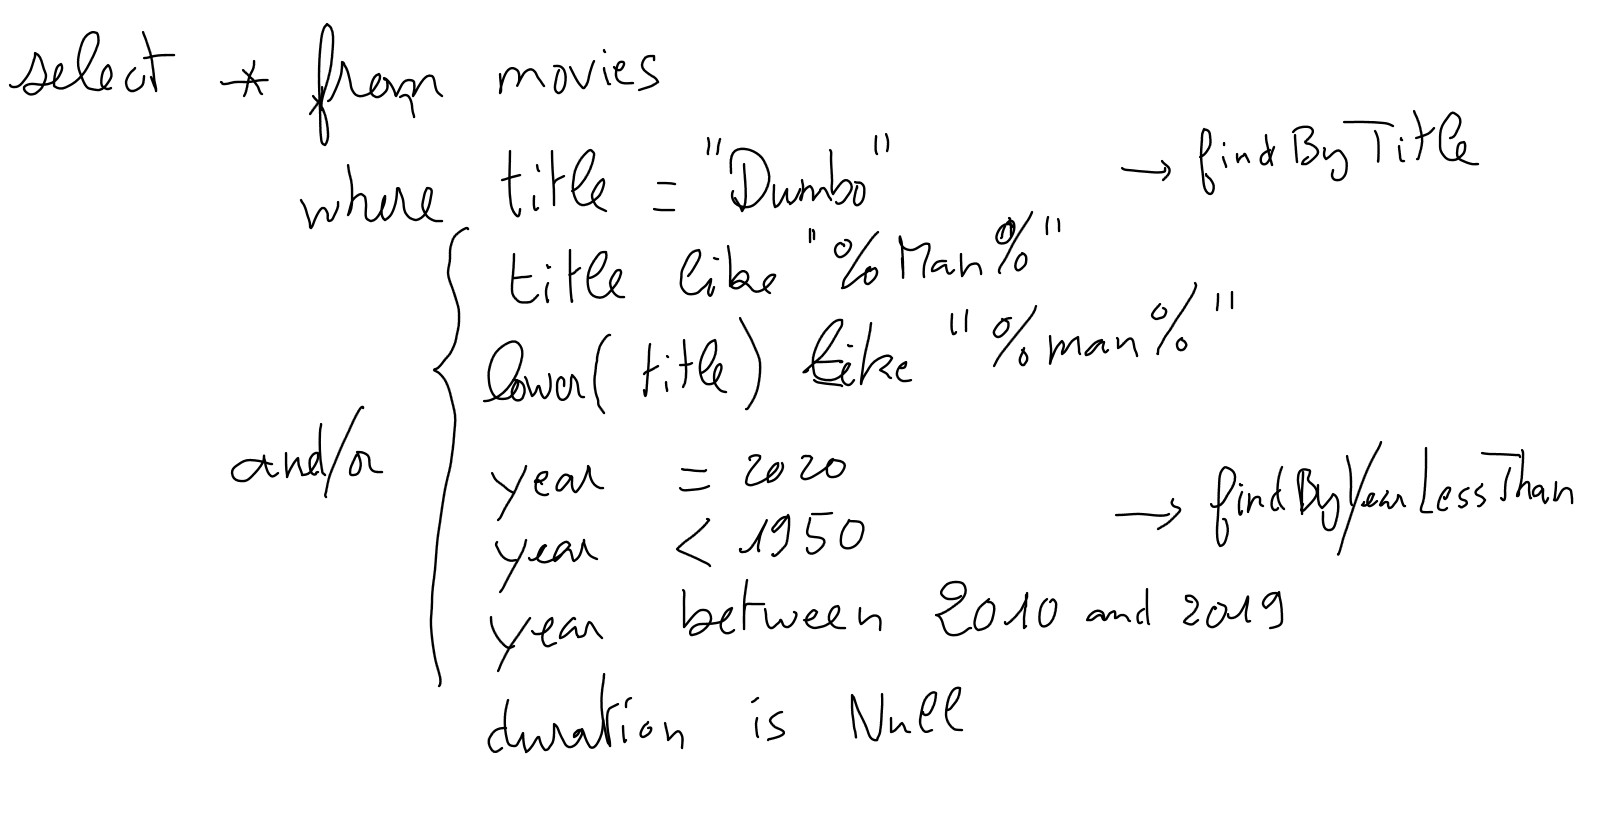 select * from movies
where title = "Dumbo" → findByTitle
title like "%Man%"
lower(title) like "%man%"
and/or
year = 2020
year < 1950 → findByYearLessThan
year between 2010 and 2019
duration is Null